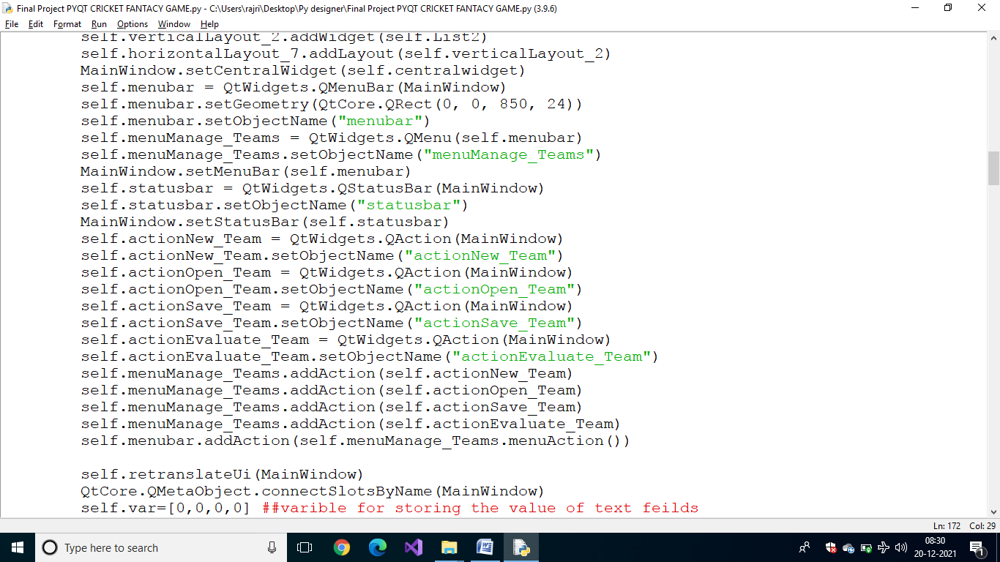 Final Project PYQT CRICKET FANTACY GAME.py - C:\Users\rajri\Desktop\Py designer\Final Project PYQT CRICKET FANTACY GAME.py (3.9.6)
File Edit Format Run Options Window Help
self.verticalLayout_2.addWidget(self.List2)
self.horizontalLayout_7.addLayout(self.verticalLayout_2)
MainWindow.setCentralWidget(self.centralwidget)
self.menubar = QtWidgets.QMenuBar(MainWindow)
self.menubar.setGeometry(QtCore.QRect(0, 0, 850, 24))
self.menubar.setObjectName("menubar")
self.menuManage_Teams = QtWidgets.QMenu(self.menubar)
self.menuManage_Teams.setObjectName("menuManage_Teams")
MainWindow.setMenuBar(self.menubar)
self.statusbar = QtWidgets.QStatusBar(MainWindow)
self.statusbar.setObjectName("statusbar")
MainWindow.setStatusBar(self.statusbar)
self.actionNew_Team = QtWidgets.QAction(MainWindow)
self.actionNew_Team.setObjectName("actionNew_Team")
self.actionOpen_Team = QtWidgets.QAction(MainWindow)
self.actionOpen_Team.setObjectName("actionOpen_Team")
self.actionSave_Team = QtWidgets.QAction(MainWindow)
self.actionSave_Team.setObjectName("actionSave_Team")
self.actionEvaluate_Team = QtWidgets.QAction(MainWindow)
self.actionEvaluate_Team.setObjectName("actionEvaluate_Team")
self.menuManage_Teams.addAction(self.actionNew_Team)
self.menuManage_Teams.addAction(self.actionOpen_Team)
self.menuManage_Teams.addAction(self.actionSave_Team)
self.menuManage_Teams.addAction(self.actionEvaluate_Team)
self.menubar.addAction(self.menuManage_Teams.menuAction())
self.retranslateUi(MainWindow)
QtCore.QMetaObject.connectSlotsByName(MainWindow)
self.var=[0,0,0,0] ##varible for storing the value of text feilds
Ln: 172 Col: 29
Type here to search
08:30
20-12-2021
1